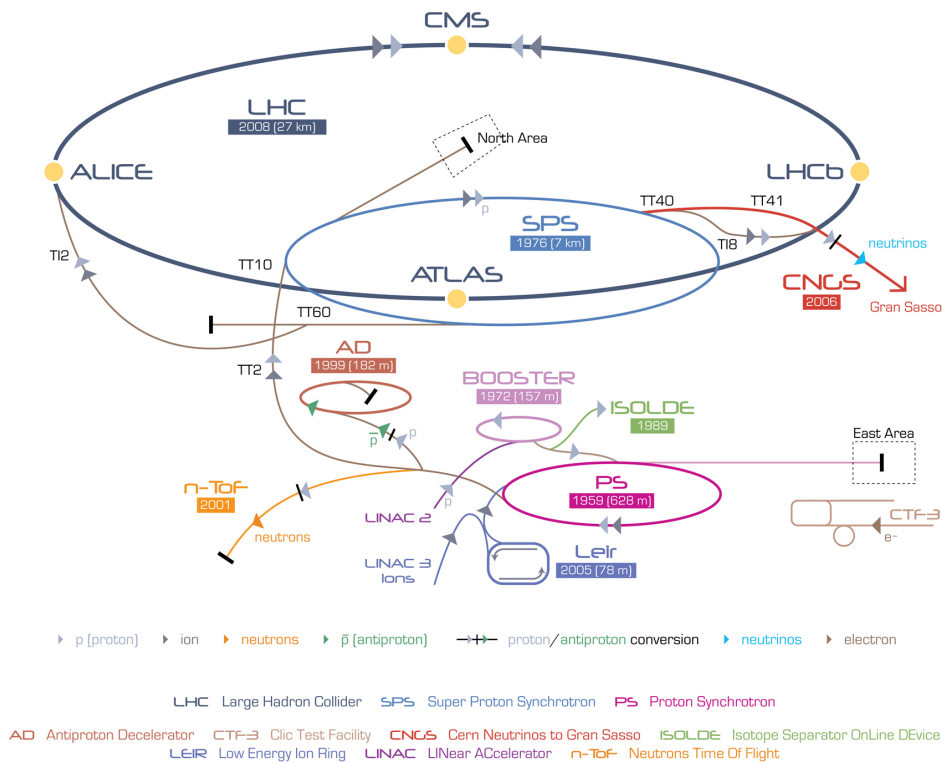 CMS
LHC
2008 (27 km)
North Area
ALICE
LHCb
p
SPS
1976 (7 km)
TT40
TT41
TI8
neutrinos
TI2
TT10
ATLAS
CNGS
2006
Gran Sasso
TT60
TT2
AD
1999 (182 m)
BOOSTER
1972 (157 m)
ISOLDE
1989
p̅
p
East Area
n-ToF
2001
neutrons
LINAC 2
p
PS
1959 (628 m)
CTF-3
e⁻
LINAC 3
Ions
Leir
2005 (78 m)
p (proton)
ion
neutrons
p̅ (antiproton)
proton/antiproton conversion
neutrinos
electron
LHC Large Hadron Collider
SPS Super Proton Synchrotron
PS Proton Synchrotron
AD Antiproton Decelerator
CTF-3 Clic Test Facility
CNGS Cern Neutrinos to Gran Sasso
ISOLDE Isotope Separator OnLine DEvice
LEIR Low Energy Ion Ring
LINAC LINear ACcelerator
n-ToF Neutrons Time Of Flight